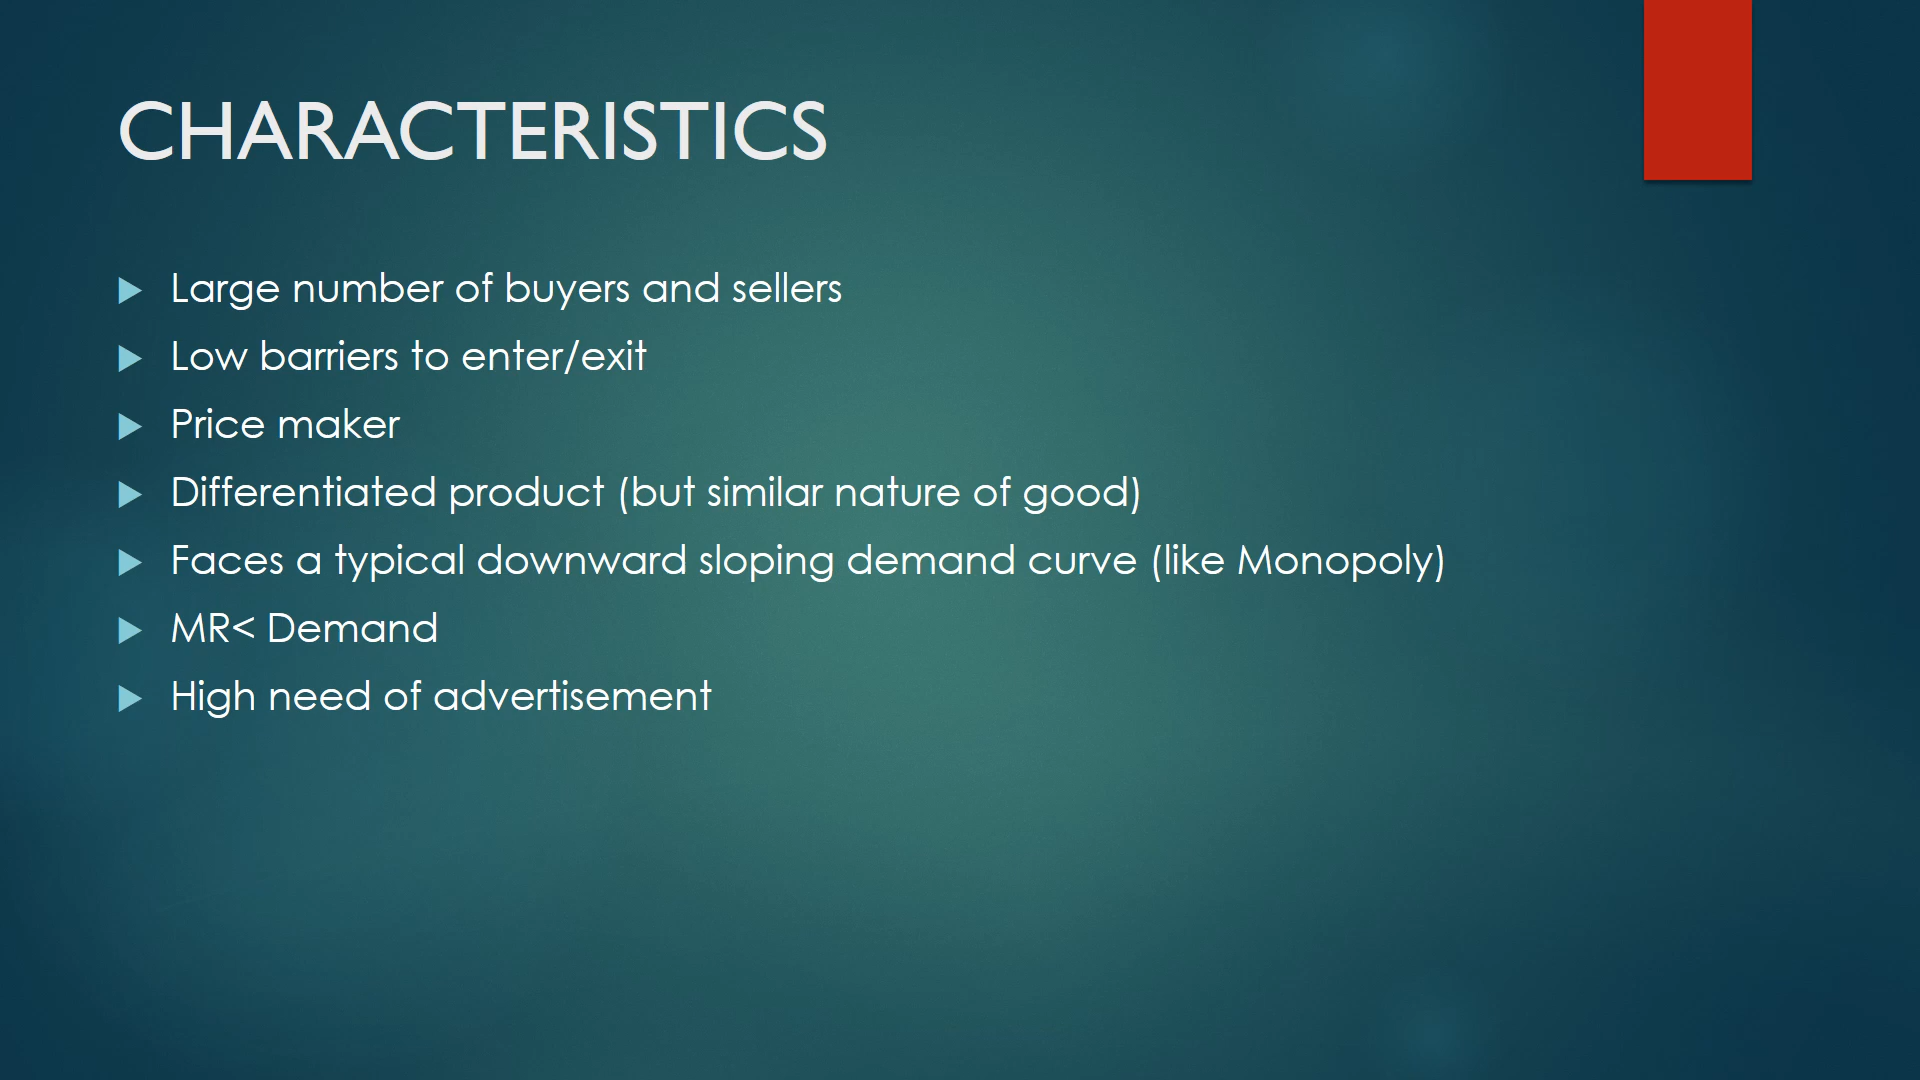 CHARACTERISTICS
Large number of buyers and sellers
Low barriers to enter/exit
Price maker
Differentiated product (but similar nature of good)
Faces a typical downward sloping demand curve (like Monopoly)
MR< Demand
High need of advertisement